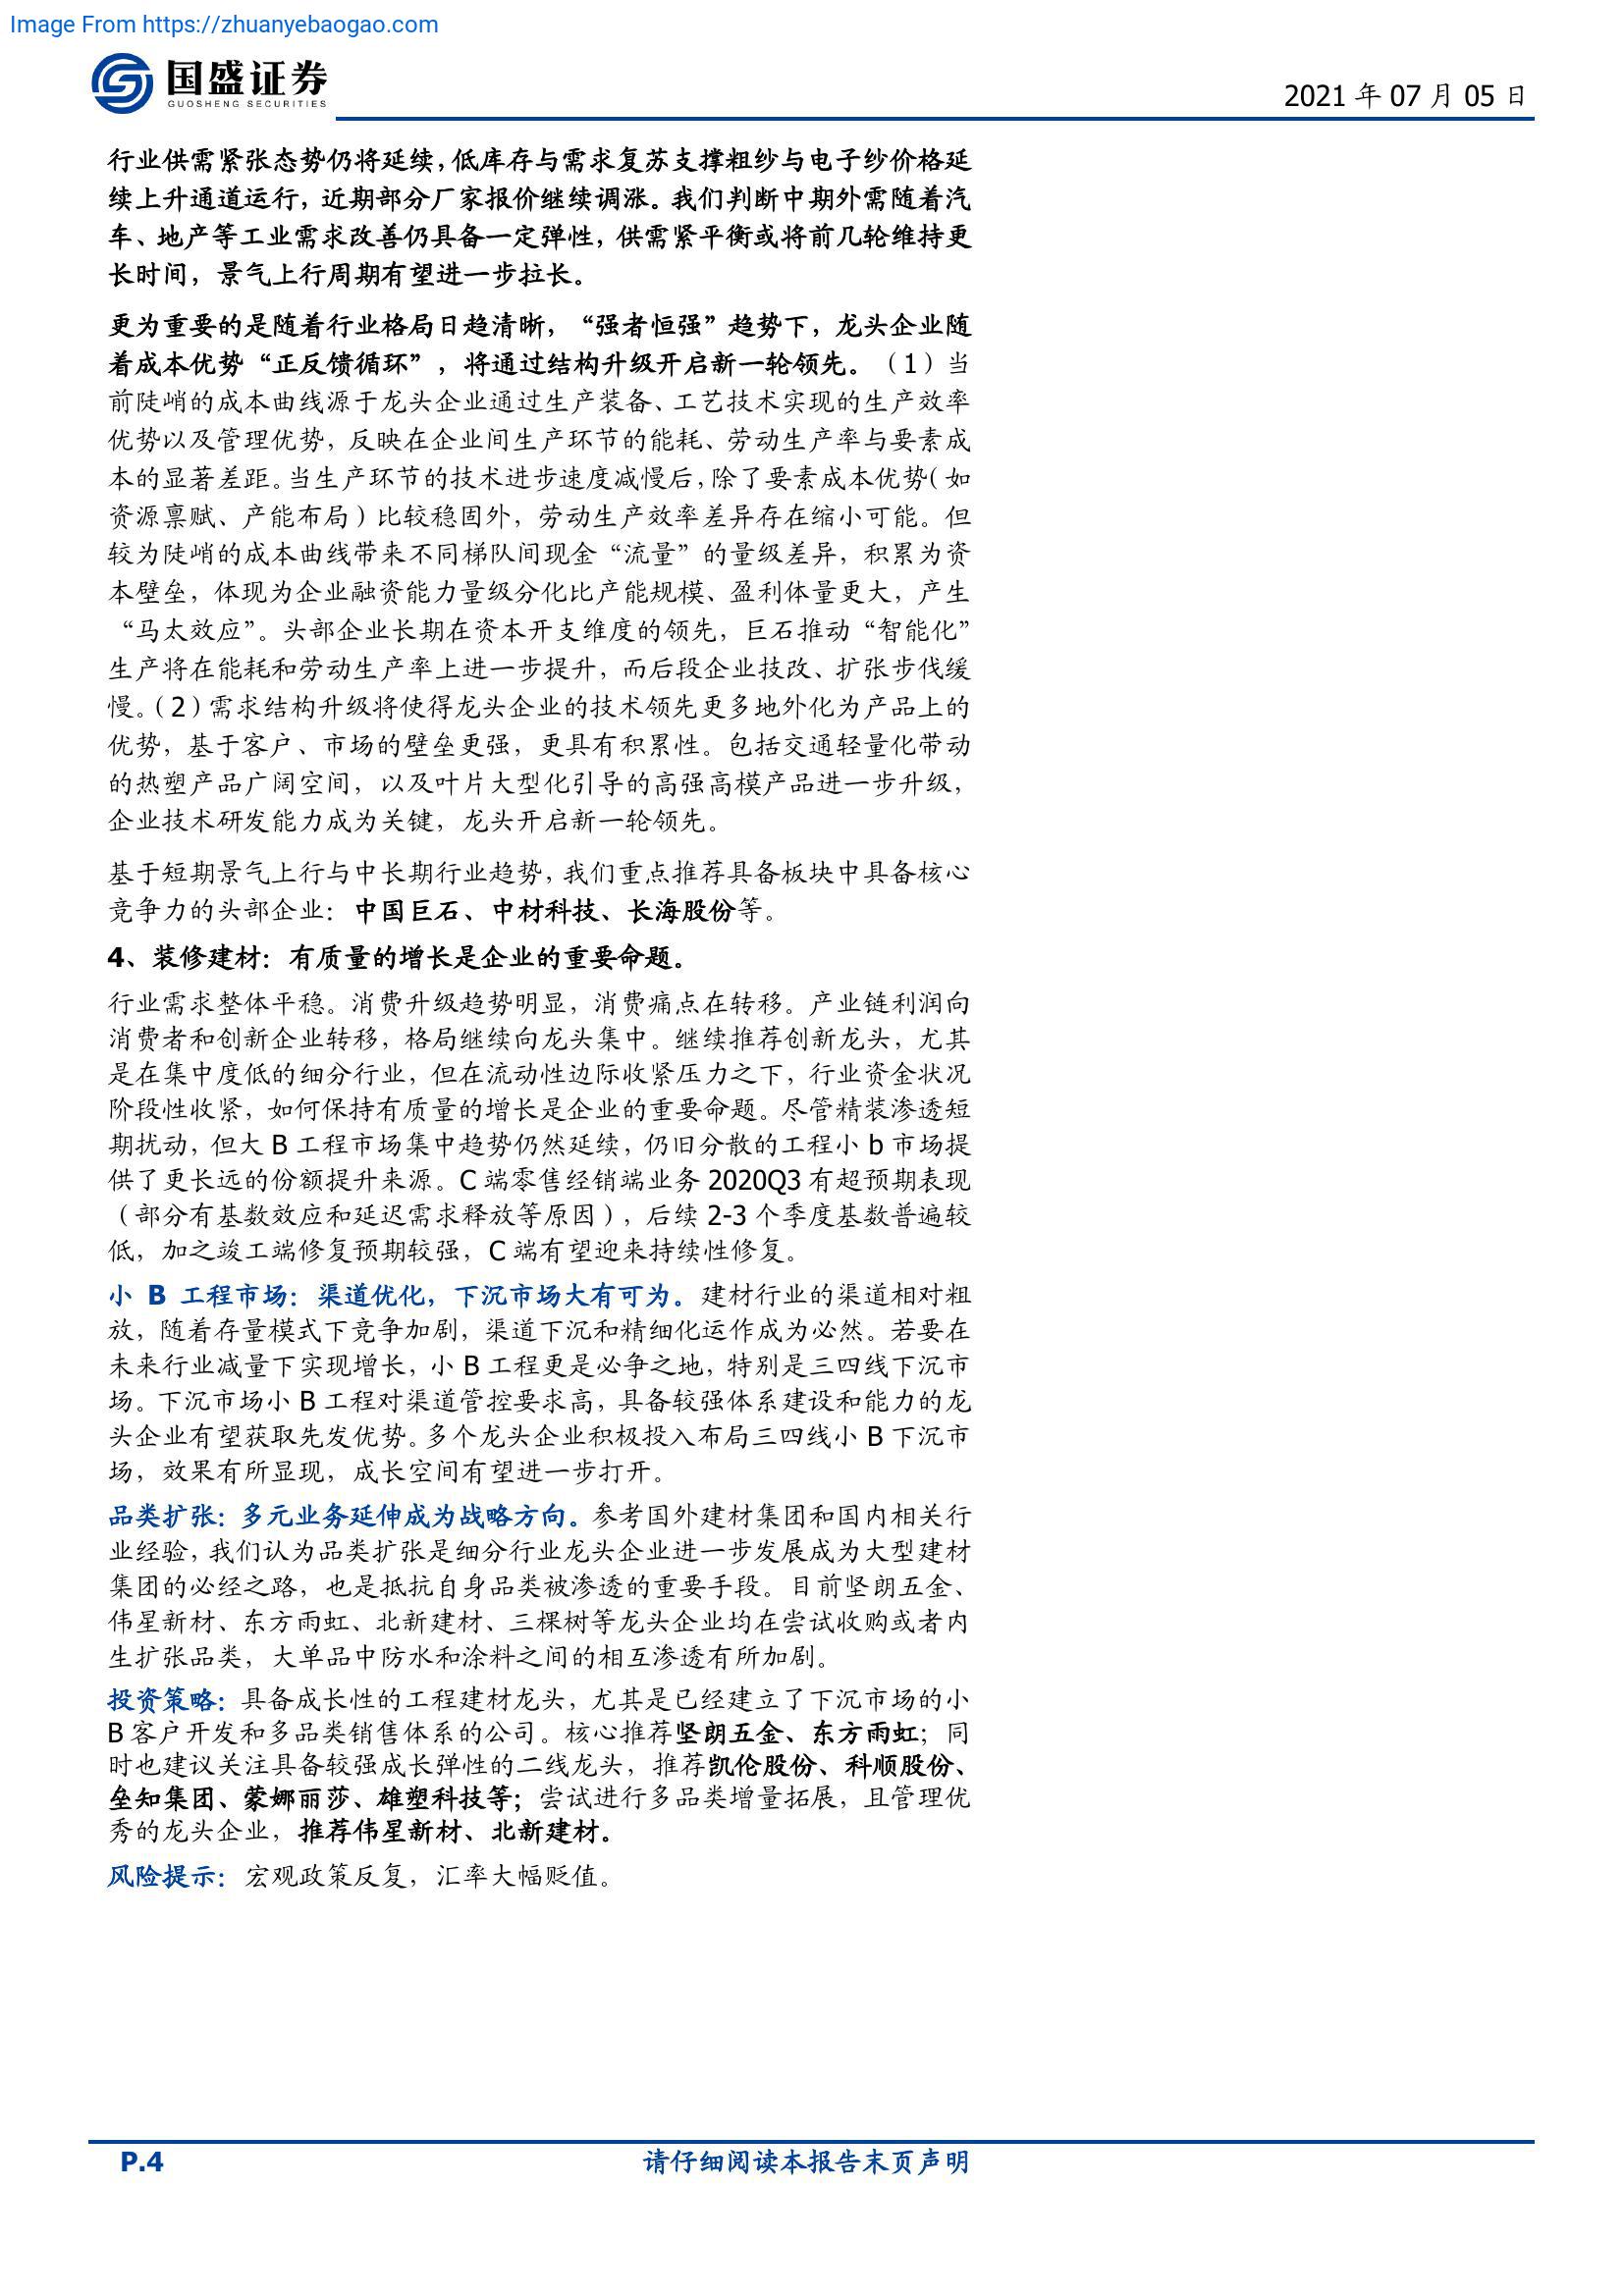 Image From https://zhuanyebaogao.com
国盛证券
GUOSHENG SECURITIES
2021 年 07 月 05 日
行业供需紧张态势仍将延续，低库存与需求复苏支撑粗纱与电子纱价格延
续上升通道运行，近期部分厂家报价继续调涨。我们判断中期外需随着汽
车、地产等工业需求改善仍具备一定弹性，供需紧平衡或将前几轮维持更
长时间，景气上行周期有望进一步拉长。
更为重要的是随着行业格局日趋清晰，“强者恒强”趋势下，龙头企业随
着成本优势“正反馈循环”，将通过结构升级开启新一轮领先。（1）当
前陡峭的成本曲线源于龙头企业通过生产装备、工艺技术实现的生产效率
优势以及管理优势，反映在企业间生产环节的能耗、劳动生产率与要素成
本的显著差距。当生产环节的技术进步速度减慢后，除了要素成本优势（如
资源禀赋、产能布局）比较稳固外，劳动生产效率差异存在缩小可能。但
较为陡峭的成本曲线带来不同梯队间现金“流量”的量级差异，积累为资
本壁垒，体现为企业融资能力量级分化比产能规模、盈利体量更大，产生
“马太效应”。头部企业长期在资本开支维度的领先，巨石推动“智能化”
生产将在能耗和劳动生产率上进一步提升，而后段企业技改、扩张步伐缓
慢。（2）需求结构升级将使得龙头企业的技术领先更多地外化为产品上的
优势，基于客户、市场的壁垒更强，更具有积累性。包括交通轻量化带动
的热塑产品广阔空间，以及叶片大型化引导的高强高模产品进一步升级，
企业技术研发能力成为关键，龙头开启新一轮领先。
基于短期景气上行与中长期行业趋势，我们重点推荐具备板块中具备核心
竞争力的头部企业：中国巨石、中材科技、长海股份等。
4、装修建材：有质量的增长是企业的重要命题。
行业需求整体平稳。消费升级趋势明显，消费痛点在转移。产业链利润向
消费者和创新企业转移，格局继续向龙头集中。继续推荐创新龙头，尤其
是在集中度低的细分行业，但在流动性边际收紧压力之下，行业资金状况
阶段性收紧，如何保持有质量的增长是企业的重要命题。尽管精装渗透短
期扰动，但大 B 工程市场集中趋势仍然延续，仍旧分散的工程小 b 市场提
供了更长远的份额提升来源。C 端零售经销端业务 2020Q3 有超预期表现
（部分有基数效应和延迟需求释放等原因），后续 2-3 个季度基数普遍较
低，加之竣工端修复预期较强，C 端有望迎来持续性修复。
小 B 工程市场：渠道优化，下沉市场大有可为。建材行业的渠道相对粗
放，随着存量模式下竞争加剧，渠道下沉和精细化运作成为必然。若要在
未来行业减量下实现增长，小 B 工程更是必争之地，特别是三四线下沉市
场。下沉市场小 B 工程对渠道管控要求高，具备较强体系建设和能力的龙
头企业有望获取先发优势。多个龙头企业积极投入布局三四线小 B 下沉市
场，效果有所显现，成长空间有望进一步打开。
品类扩张：多元业务延伸成为战略方向。参考国外建材集团和国内相关行
业经验，我们认为品类扩张是细分行业龙头企业进一步发展成为大型建材
集团的必经之路，也是抵抗自身品类被渗透的重要手段。目前坚朗五金、
伟星新材、东方雨虹、北新建材、三棵树等龙头企业均在尝试收购或者内
生扩张品类，大单品中防水和涂料之间的相互渗透有所加剧。
投资策略：具备成长性的工程建材龙头，尤其是已经建立了下沉市场的小
B 客户开发和多品类销售体系的公司。核心推荐坚朗五金、东方雨虹；同
时也建议关注具备较强成长弹性的二线龙头，推荐凯伦股份、科顺股份、
垒知集团、蒙娜丽莎、雄塑科技等；尝试进行多品类增量拓展，且管理优
秀的龙头企业，推荐伟星新材、北新建材。
风险提示：宏观政策反复，汇率大幅贬值。
P.4
请仔细阅读本报告末页声明